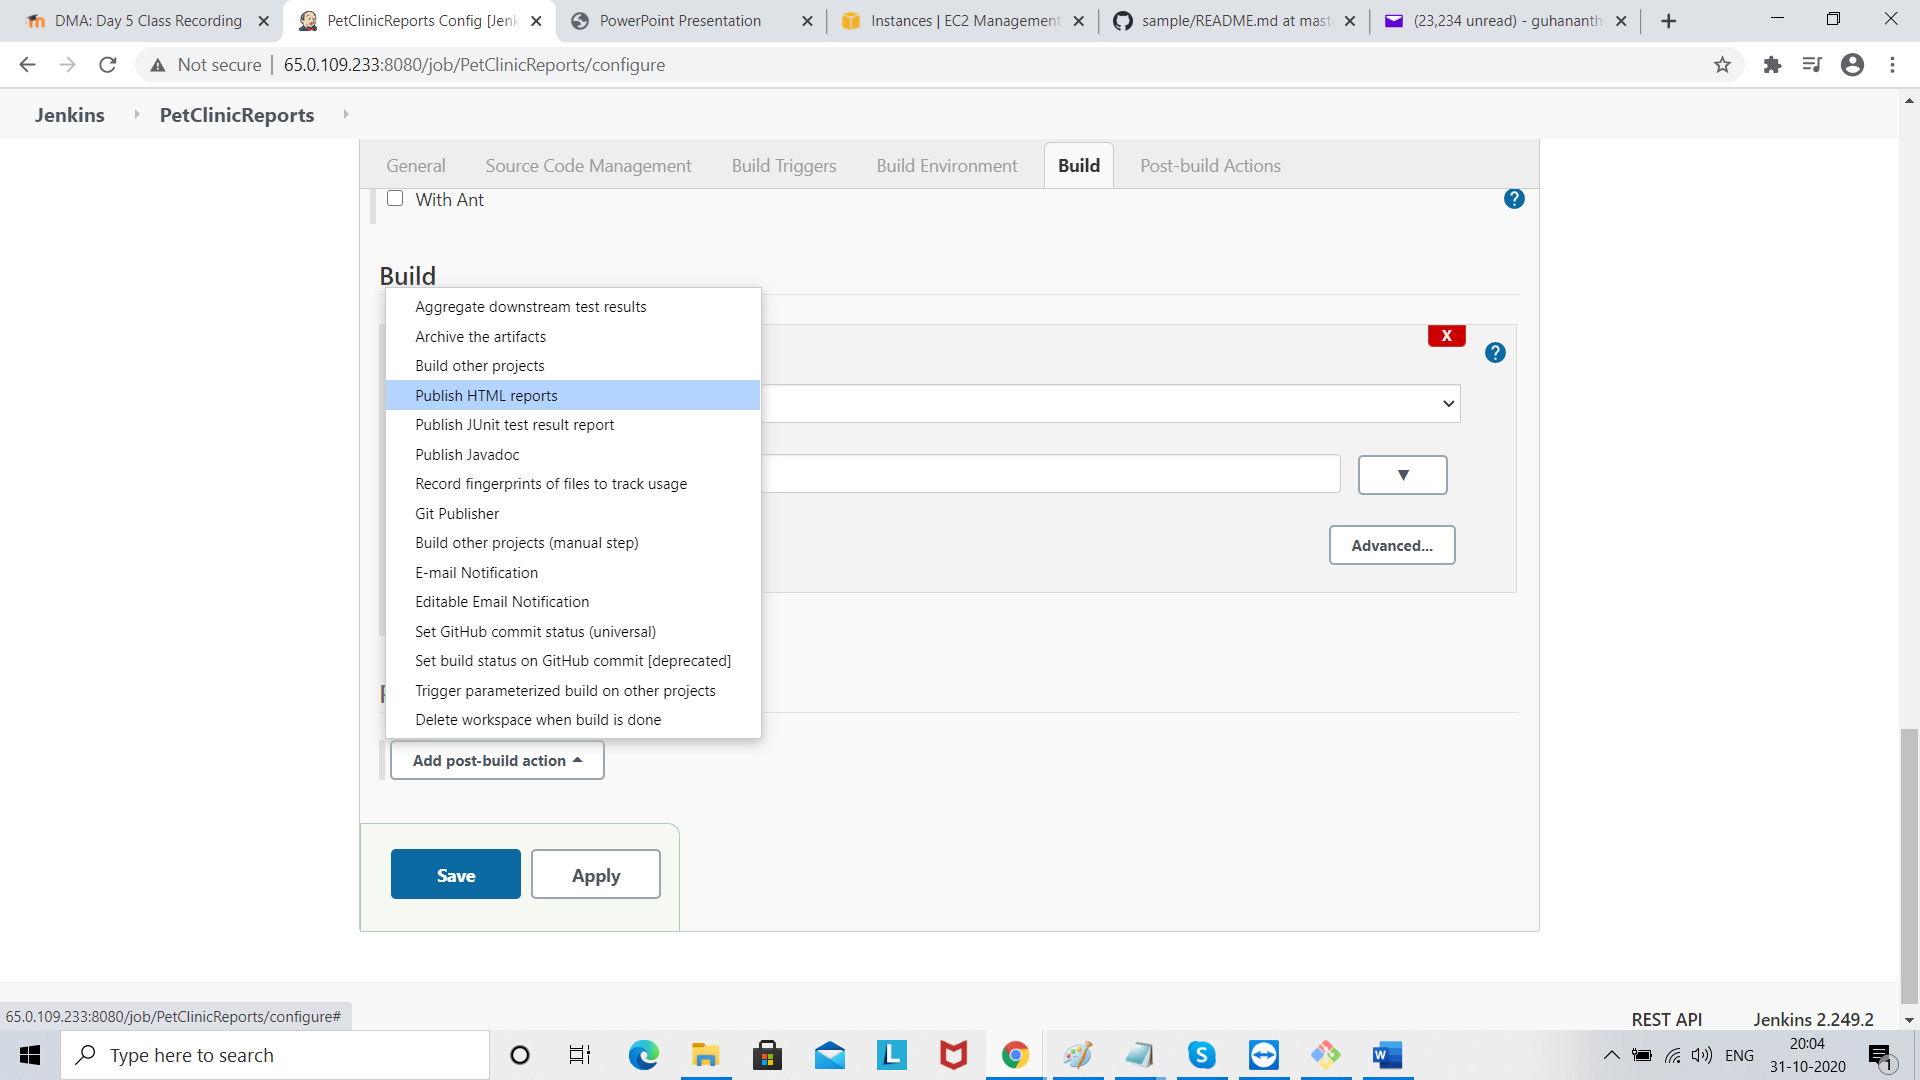 DMA: Day 5 Class Recording
PetClinicReports Config [Jenk
PowerPoint Presentation
Instances | EC2 Management
sample/README.md at mast
(23,234 unread) - guhananth
Not secure | 65.0.109.233:8080/job/PetClinicReports/configure
Jenkins
PetClinicReports
General
Source Code Management
Build Triggers
Build Environment
Build
Post-build Actions
With Ant
?
Build
Aggregate downstream test results
Archive the artifacts
Build other projects
Publish HTML reports
Publish JUnit test result report
Publish Javadoc
Record fingerprints of files to track usage
Git Publisher
Build other projects (manual step)
E-mail Notification
Editable Email Notification
Set GitHub commit status (universal)
Set build status on GitHub commit [deprecated]
Trigger parameterized build on other projects
Delete workspace when build is done
X
?
Advanced...
Add post-build action
Save
Apply
65.0.109.233:8080/job/PetClinicReports/configure#
REST API
Jenkins 2.249.2
Type here to search
L
S
W
ENG
20:04
31-10-2020
1